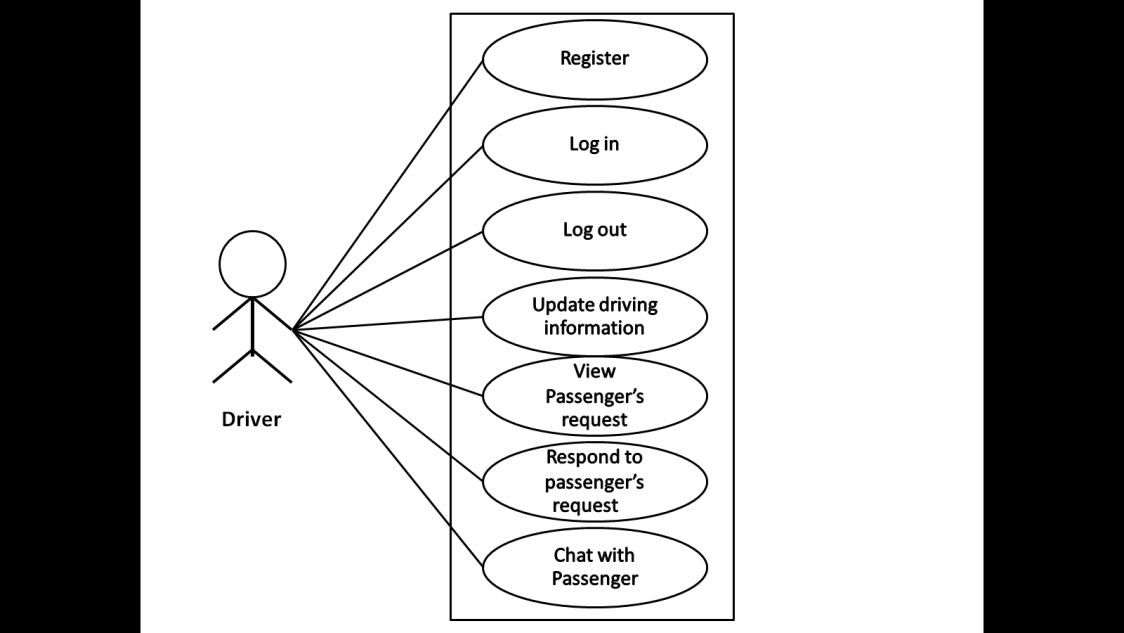 Register
Log in
Log out
Update driving
information
View
Passenger's
request
Respond to
passenger's
request
Chat with
Passenger
Driver